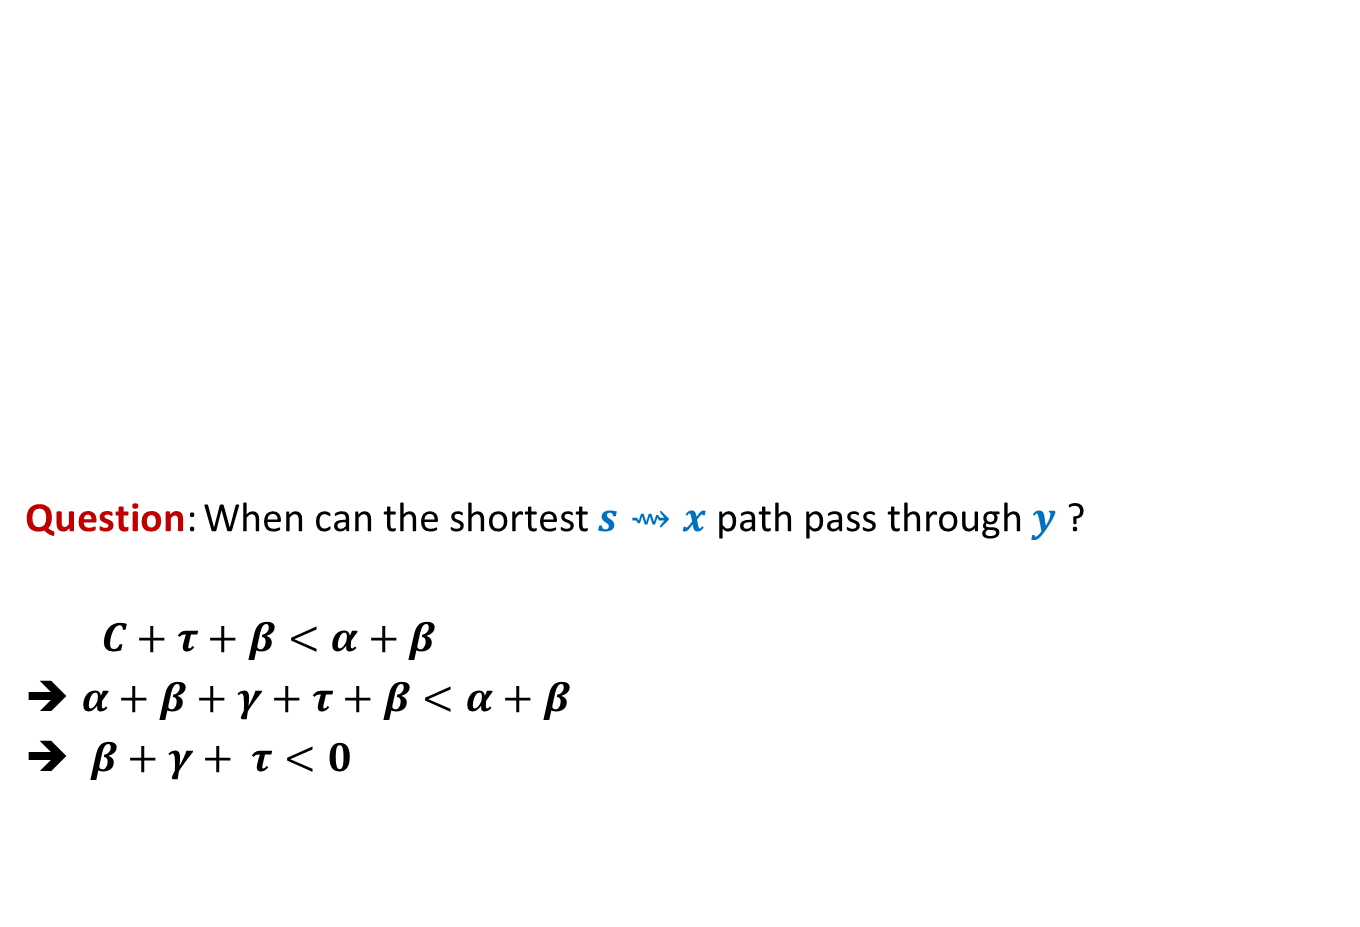 Question: When can the shortest s ⇝ x path pass through y ?
C + τ + β < α + β
➔ α + β + γ + τ + β < α + β
➔ β + γ + τ < 0